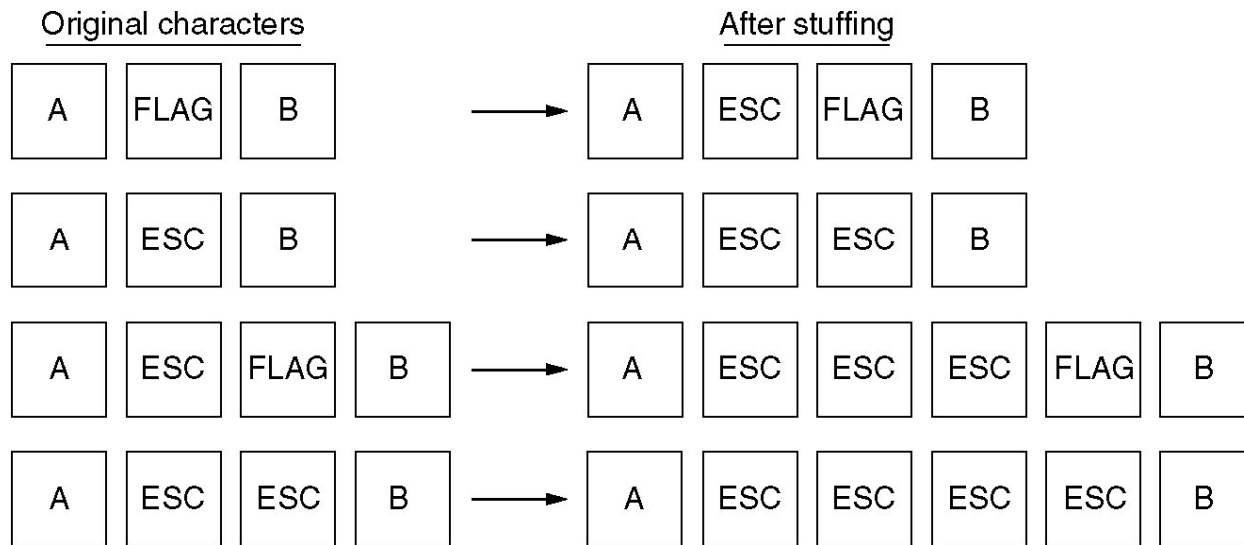 Original characters After stuffing
A FLAG B A ESC FLAG B
A ESC B A ESC ESC B
A ESC FLAG B A ESC ESC ESC FLAG B
A ESC ESC B A ESC ESC ESC ESC B